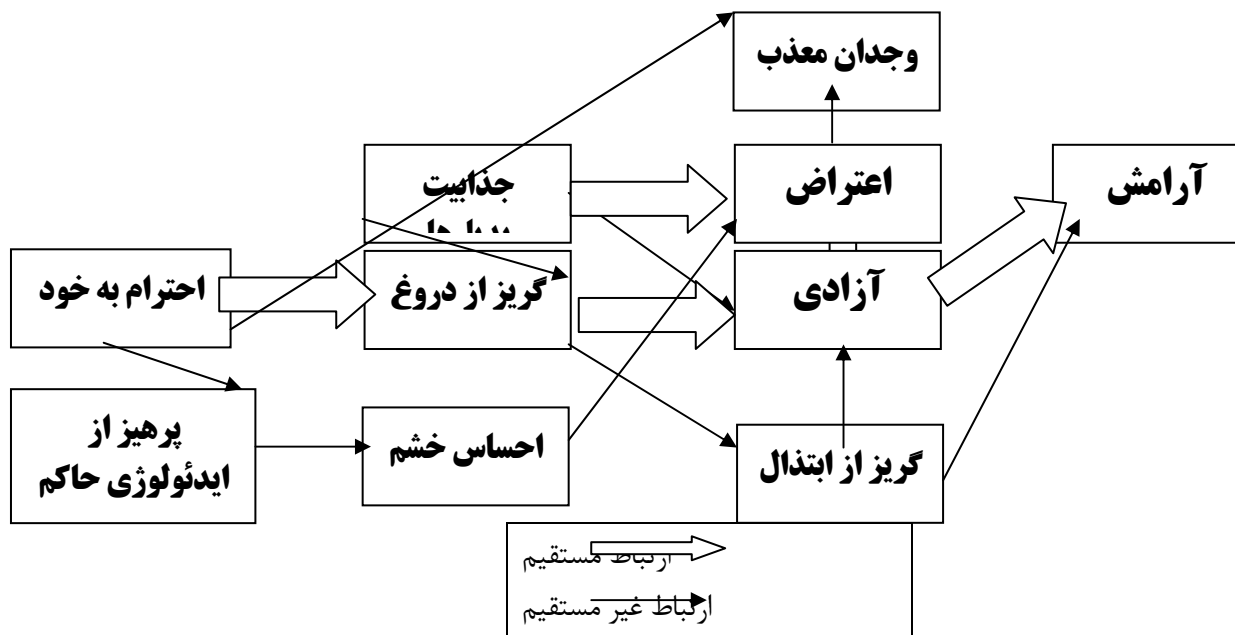 وجدان معذب
جذابیت
اعتراض
آرامش
احترام به خود
گریز از دروغ
آزادی
پرهیز از
ایدئولوژی حاکم
احساس خشم
گریز از ابتذال
ارتباط مستقیم
ارتباط غیر مستقیم